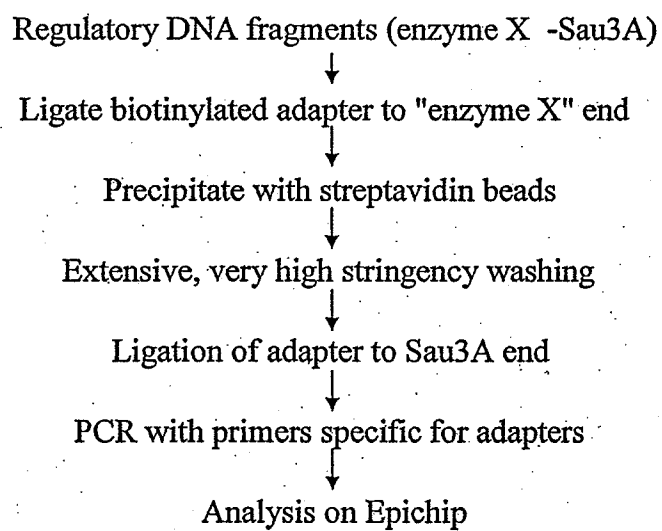 Regulatory DNA fragments (enzyme X -Sau3A)
Ligate biotinylated adapter to "enzyme X" end
Precipitate with streptavidin beads
Extensive, very high stringency washing
Ligation of adapter to Sau3A end
PCR with primers specific for adapters
Analysis on Epichip